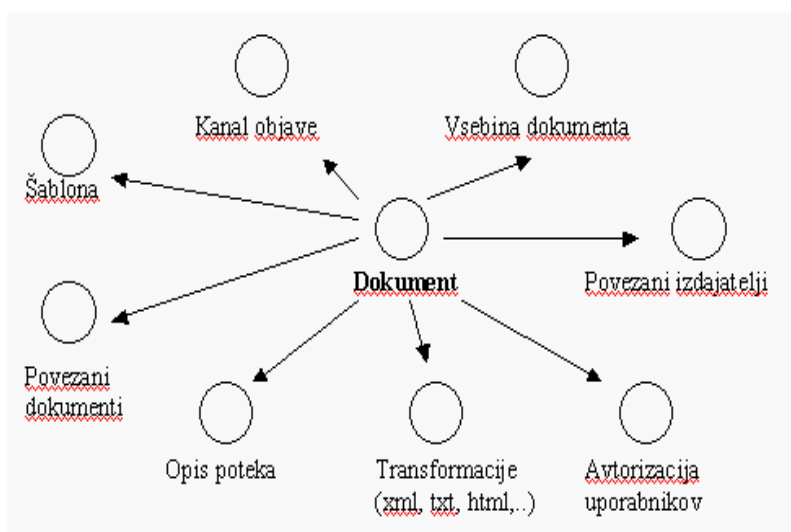 Kanal objave
Vsebina dokumenta
Šablona
Dokument
Povezani izdajatelji
Povezani
dokumenti
Opis poteka
Transformacije
(xml, txt, html,..)
Avtorizacija
uporabnikov